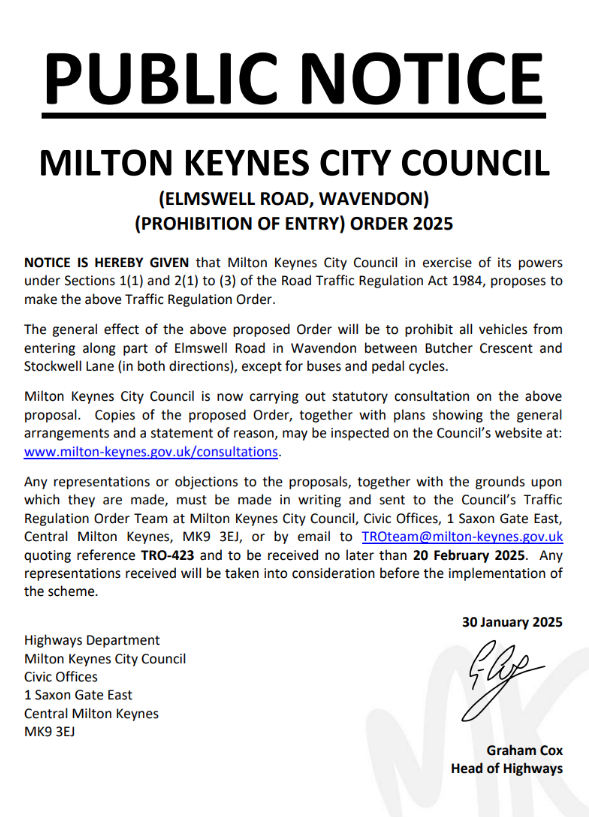 PUBLIC NOTICE
MILTON KEYNES CITY COUNCIL
(ELMSWELL ROAD, WAVENDON)
(PROHIBITION OF ENTRY) ORDER 2025
NOTICE IS HEREBY GIVEN that Milton Keynes City Council in exercise of its powers
under Sections 1(1) and 2(1) to (3) of the Road Traffic Regulation Act 1984, proposes to
make the above Traffic Regulation Order.
The general effect of the above proposed Order will be to prohibit all vehicles from
entering along part of Elmswell Road in Wavendon between Butcher Crescent and
Stockwell Lane (in both directions), except for buses and pedal cycles.
Milton Keynes City Council is now carrying out statutory consultation on the above
proposal. Copies of the proposed Order, together with plans showing the general
arrangements and a statement of reason, may be inspected on the Council's website at:
www.milton-keynes.gov.uk/consultations.
Any representations or objections to the proposals, together with the grounds upon
which they are made, must be made in writing and sent to the Council's Traffic
Regulation Order Team at Milton Keynes City Council, Civic Offices, 1 Saxon Gate East,
Central Milton Keynes, MK9 3EJ, or by email to TROteam@milton-keynes.gov.uk
quoting reference TRO-423 and to be received no later than 20 February 2025. Any
representations received will be taken into consideration before the implementation of
the scheme.
30 January 2025
Highways Department
Milton Keynes City Council
Civic Offices
1 Saxon Gate East
Central Milton Keynes
MK9 3EJ
Graham Cox
Head of Highways
MK